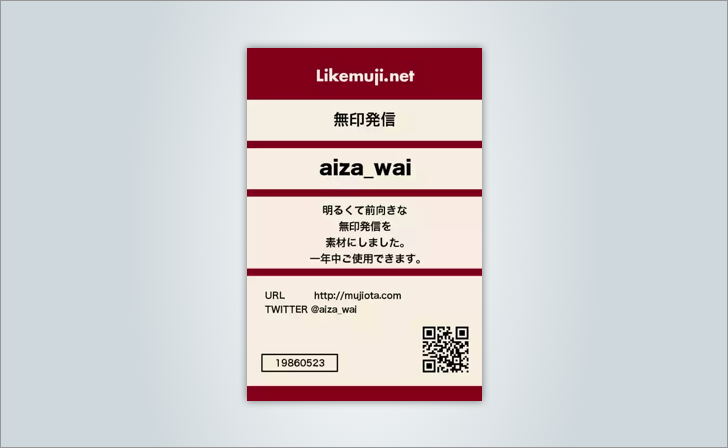 Likemuji.net
無印発信
aiza_wai
明るくて前向きな
無印発信を
素材にしました。
一年中ご使用できます。
URL http://mujiota.com
TWITTER @aiza_wai
19860523